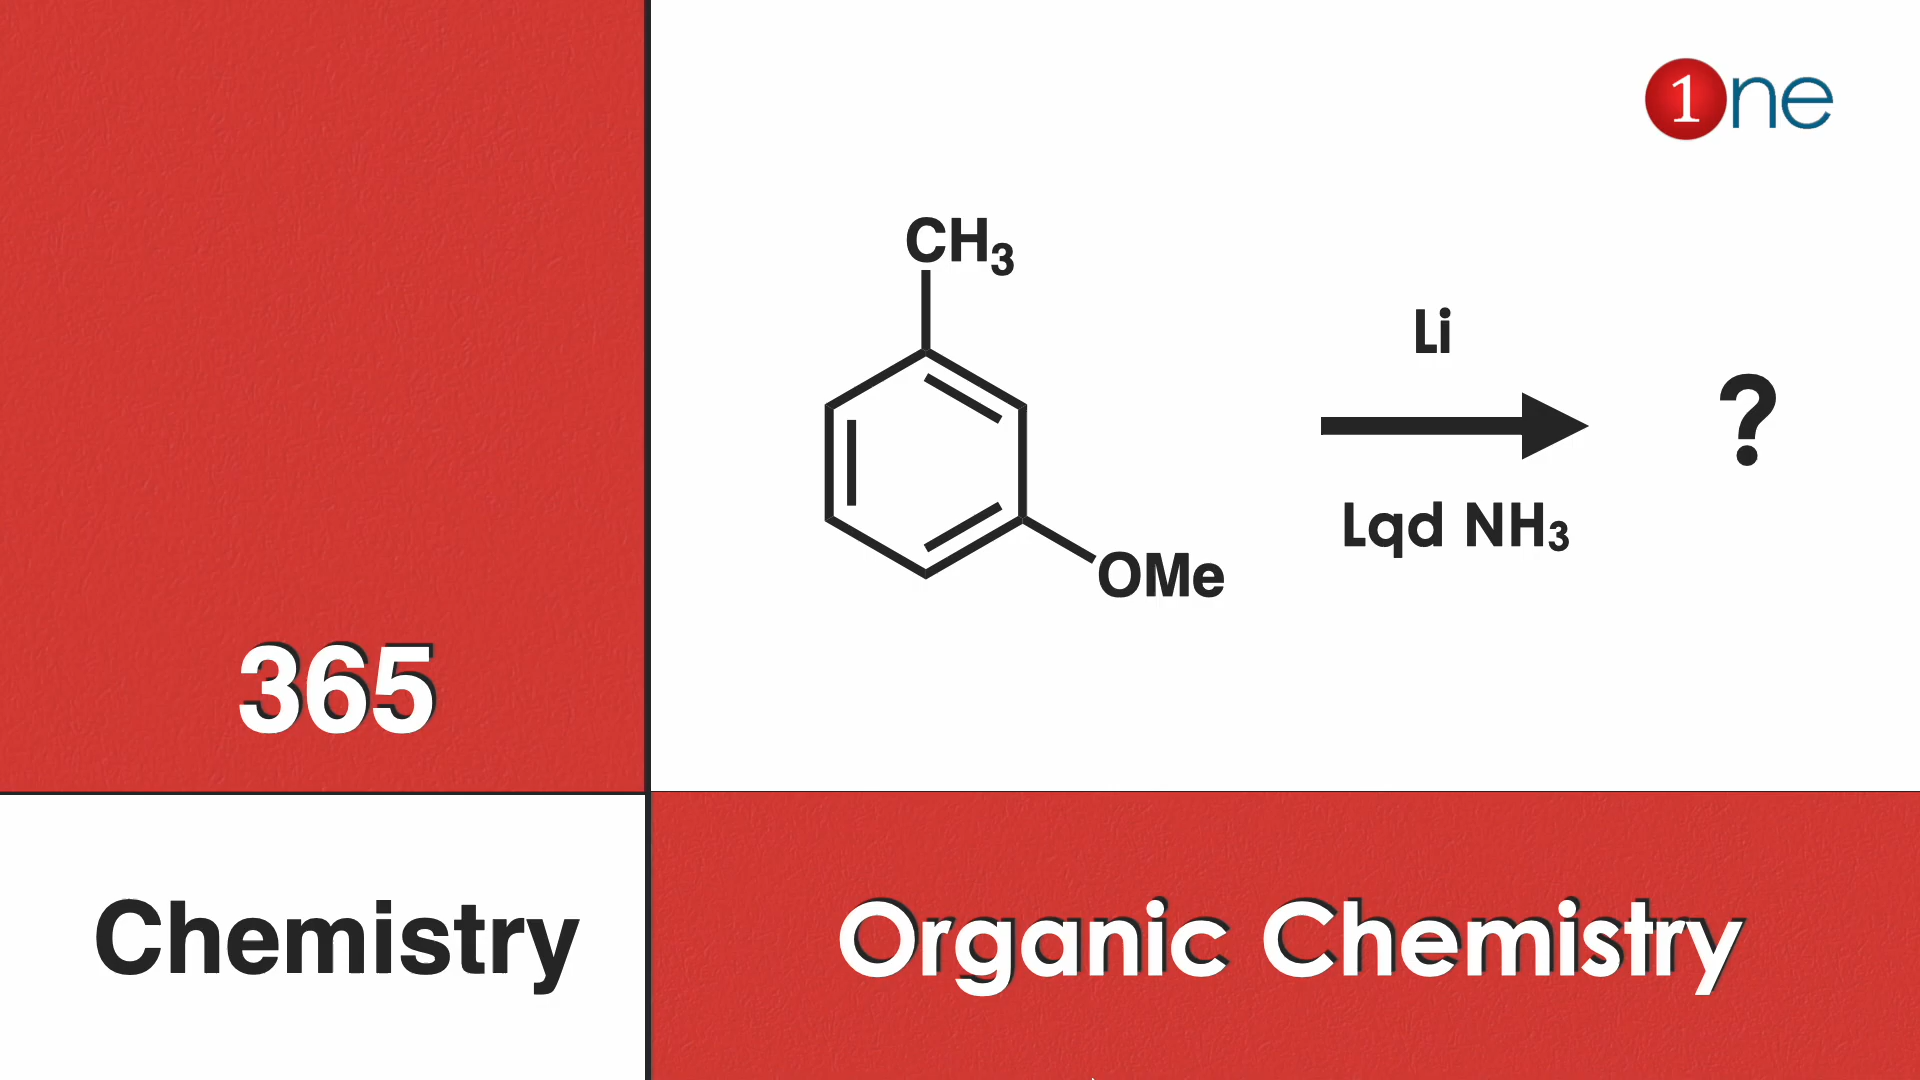 1ne
CH₃
Li
?
Lqd NH₃
OMe
365
Chemistry
Organic Chemistry